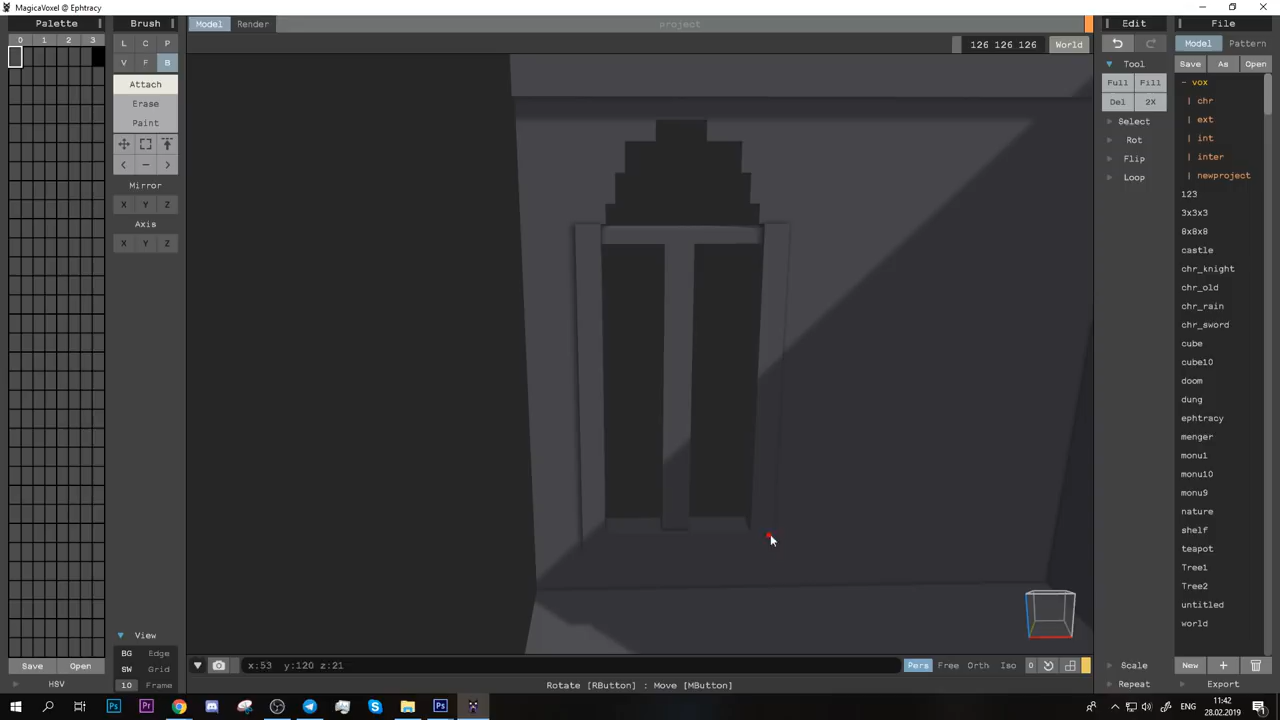 MagicaVoxel @ Ephtracy
Palette
0 1 2 3
Save Open
HSV
Brush
L C P
V F B
Attach
Erase
Paint
< - >
Mirror
X Y Z
Axis
X Y Z
View
BG Edge
SW Grid
10 Frame
Model Render
project
126 126 126 World
x:53 y:120 z:21
Pers Free Orth Iso 0
Rotate [RButton] : Move [MButton]
Edit
Tool
Full Fill
Del 2X
Select
Rot
Flip
Loop
Scale
Repeat
File
Model Pattern
Save As Open
- vox
| chr
| ext
| int
| inter
| newproject
123
3x3x3
8x8x8
castle
chr_knight
chr_old
chr_rain
chr_sword
cube
cube10
doom
dung
ephtracy
menger
monu1
monu10
monu9
nature
shelf
teapot
Tree1
Tree2
untitled
world
New +
Export
Ps Pr Ps
ENG
11:42
28.02.2019
1